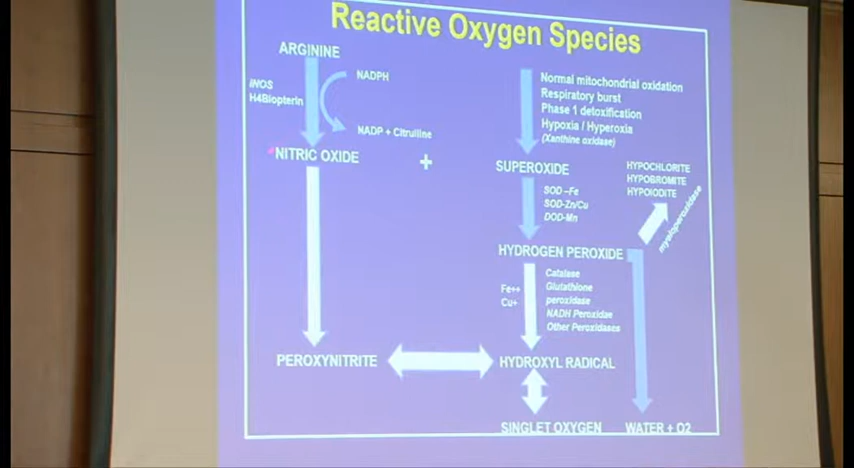 Reactive Oxygen Species
ARGININE
iNOS
H4Biopterin
NADPH
NADP + Citrulline
NITRIC OXIDE
+
Normal mitochondrial oxidation
Respiratory burst
Phase 1 detoxification
Hypoxia / Hyperoxia
(Xanthine oxidase)
SUPEROXIDE
HYPOCHLORITE
HYPOBROMITE
HYPOIODITE
myeloperoxidase
SOD –Fe
SOD-Zn/Cu
DOD-Mn
HYDROGEN PEROXIDE
Fe++
Cu+
Catalase
Glutathione
peroxidase
NADH Peroxidae
Other Peroxidases
PEROXYNITRITE
HYDROXYL RADICAL
SINGLET OXYGEN
WATER + O2